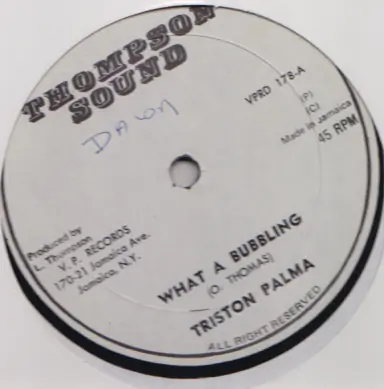 THOMPSON
SOUND
Dawn
VPRD 178-A
(P)
(C)
Made in Jamaica
45 RPM
Produced by
L. Thompson
V. P. RECORDS
170-21 Jamaica Ave.
Jamaica, N.Y.
WHAT A BUBBLING
(O. THOMAS)
TRISTON PALMA
ALL RIGHT RESERVED